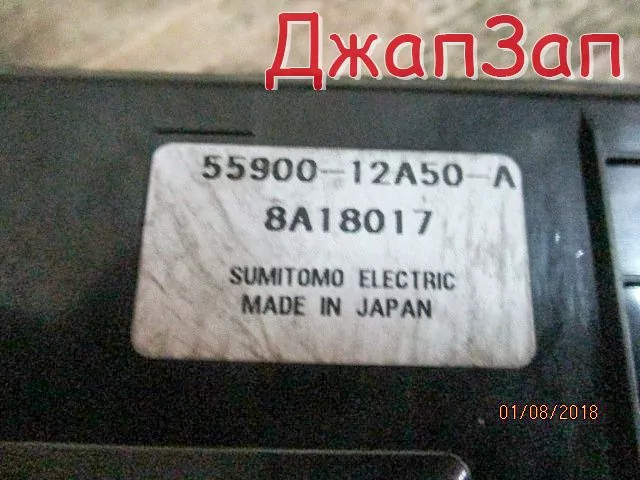 ДжапЗап
55900-12A50-A
8A18017
SUMITOMO ELECTRIC
MADE IN JAPAN
01/08/2018